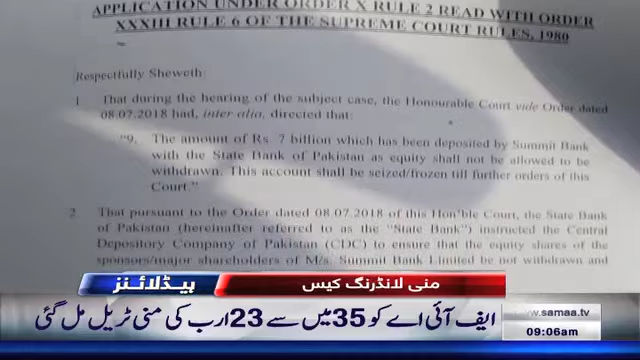 APPLICATION UNDER ORDER X RULE 2 READ WITH ORDER
XXXIII RULE 6 OF THE SUPREME COURT RULES, 1980
Respectfully Sheweth:
1 That during the hearing of the subject case, the Honourable Court vide Order dated
08.07.2018 had, inter alia, directed that:
"9. The amount of Rs. 7 billion which has been deposited by Summit Bank
with the State Bank of Pakistan as equity shall not be allowed to be
withdrawn. This account shall be seized/frozen till further orders of this
Court."
2 That pursuant to the Order dated 08.07.2018 of this Hon'ble Court, the State Bank
of Pakistan (hereinafter referred to as the "State Bank") instructed the Central
Depository Company of Pakistan (CDC) to ensure that the equity shares of the
sponsors/major shareholders of M/s. Summit Bank Limited be not withdrawn and
ہیڈلائنز
منی لانڈرنگ کیس
ایف آئی اے کو 35 میں سے 23 ارب کی منی ٹریل مل گئی
www.samaa.tv
09:06am